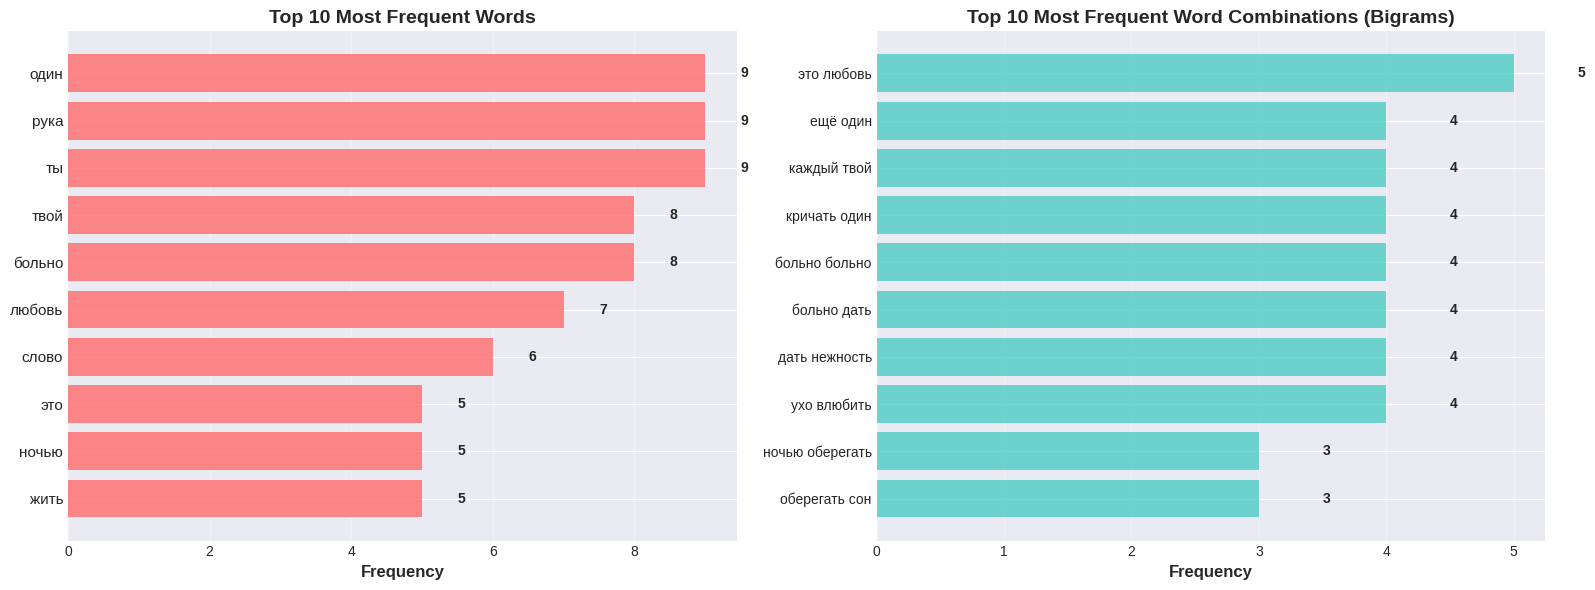 Top 10 Most Frequent Words
один 9
рука 9
ты 9
твой 8
больно 8
любовь 7
слово 6
это 5
ночью 5
жить 5
0 2 4 6 8
Frequency
Top 10 Most Frequent Word Combinations (Bigrams)
это любовь 5
ещё один 4
каждый твой 4
кричать один 4
больно больно 4
больно дать 4
дать нежность 4
ухо влюбить 4
ночью оберегать 3
оберегать сон 3
0 1 2 3 4 5
Frequency